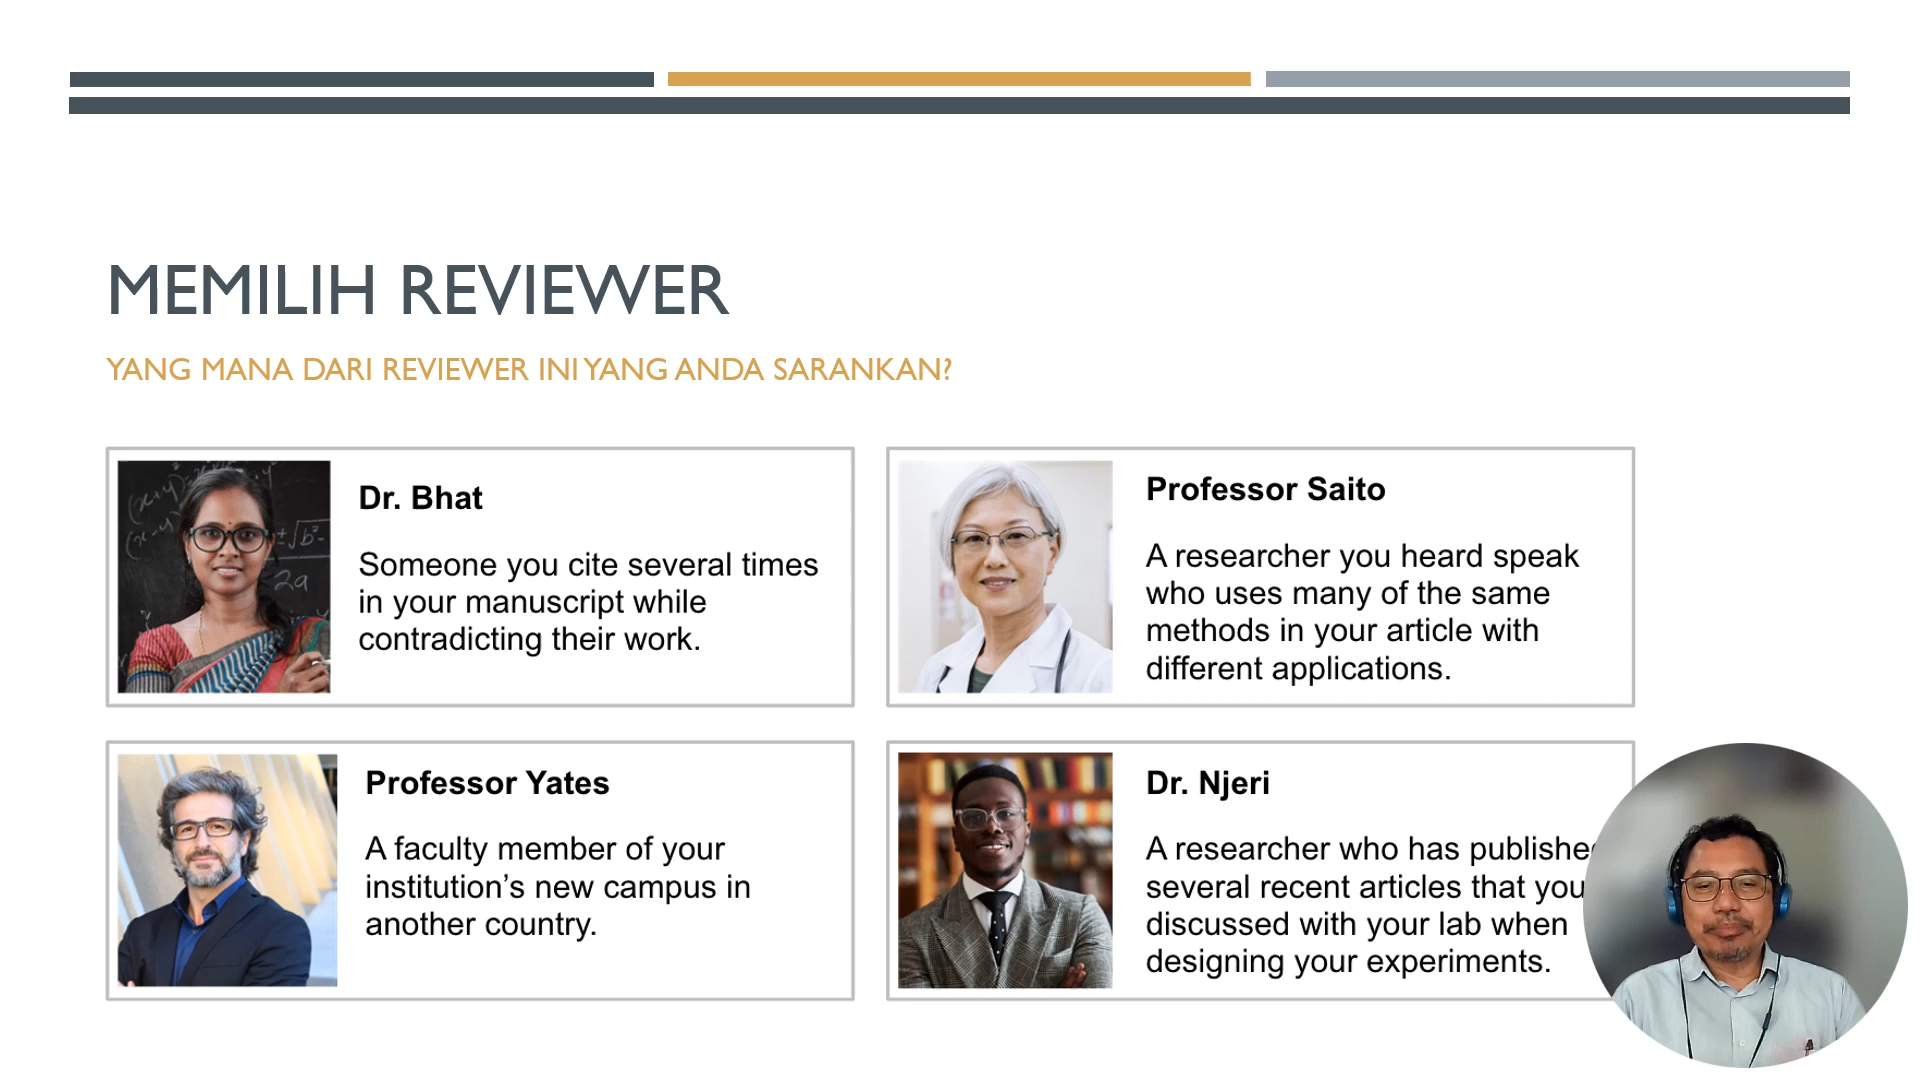 MEMILIH REVIEWER
YANG MANA DARI REVIEWER INI YANG ANDA SARANKAN?
Dr. Bhat
Someone you cite several times
in your manuscript while
contradicting their work.
Professor Saito
A researcher you heard speak
who uses many of the same
methods in your article with
different applications.
Professor Yates
A faculty member of your
institution’s new campus in
another country.
Dr. Njeri
A researcher who has published
several recent articles that you
discussed with your lab when
designing your experiments.